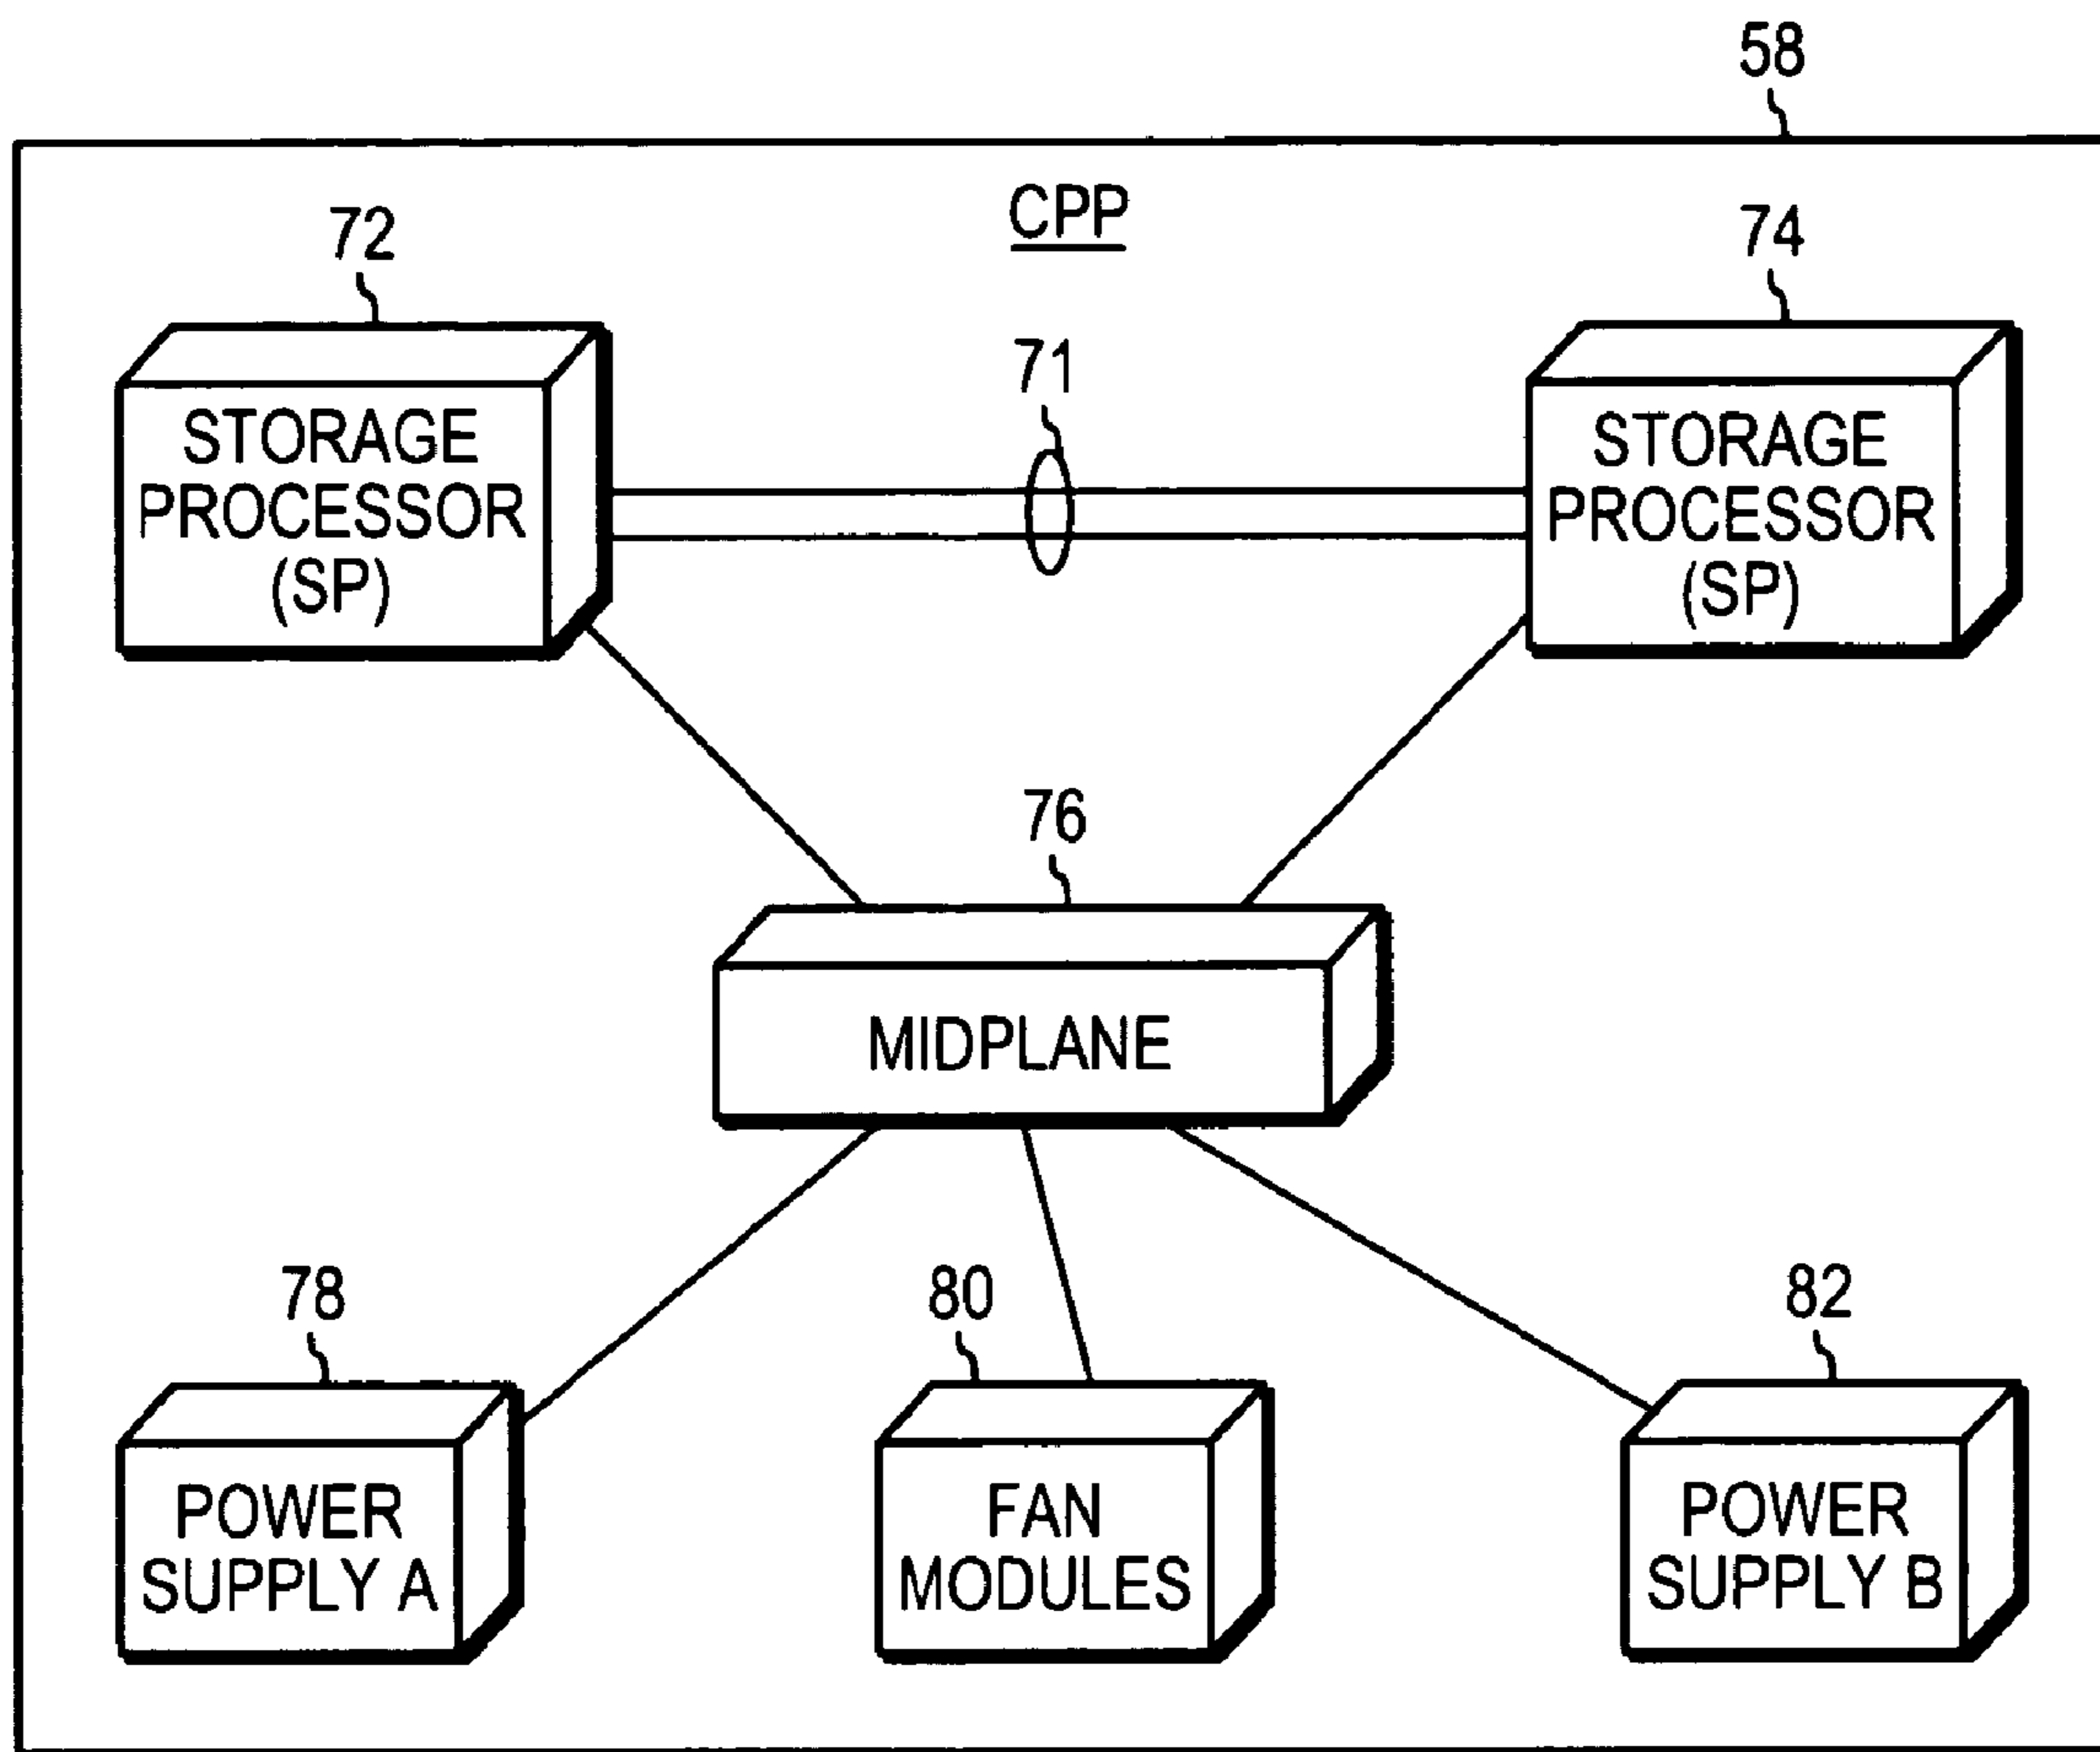 58
CPP
72
74
71
STORAGE
PROCESSOR
(SP)
STORAGE
PROCESSOR
(SP)
76
MIDPLANE
78
80
82
POWER
SUPPLY A
FAN
MODULES
POWER
SUPPLY B